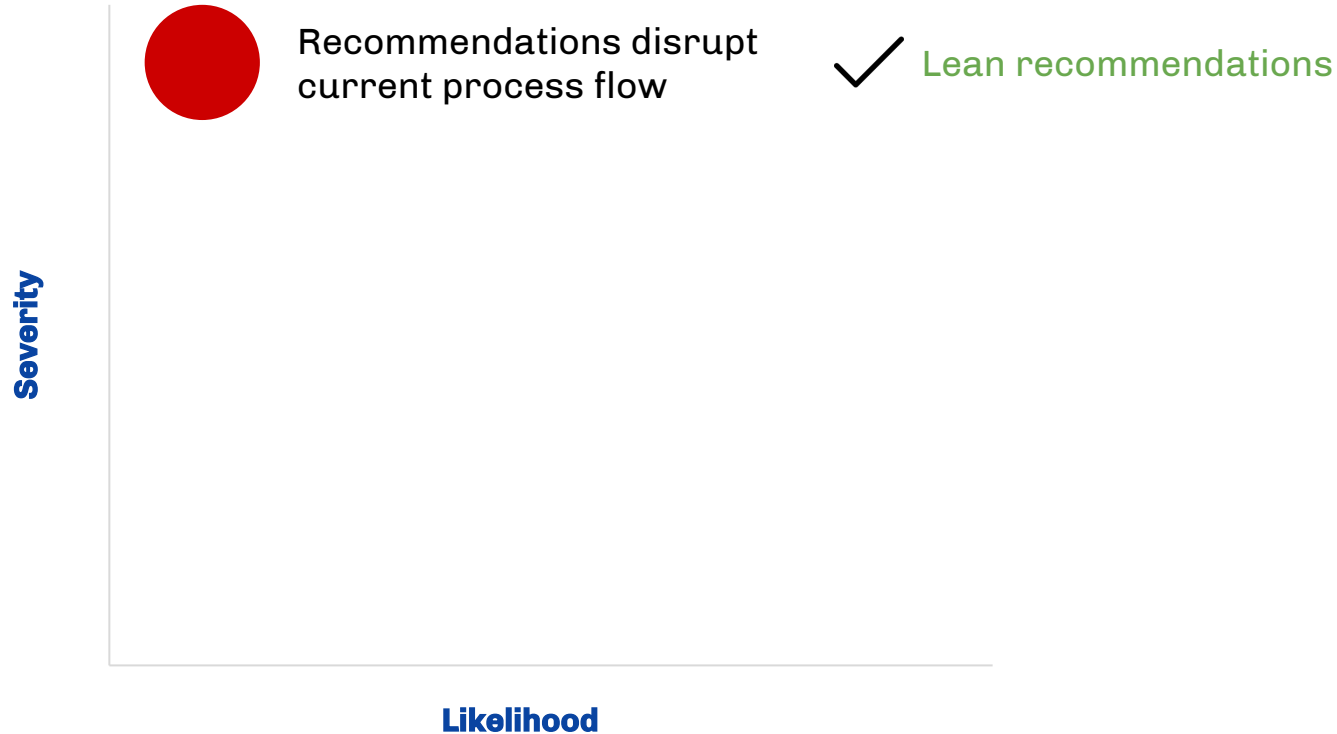 Recommendations disrupt
current process flow
Lean recommendations
Severity
Likelihood